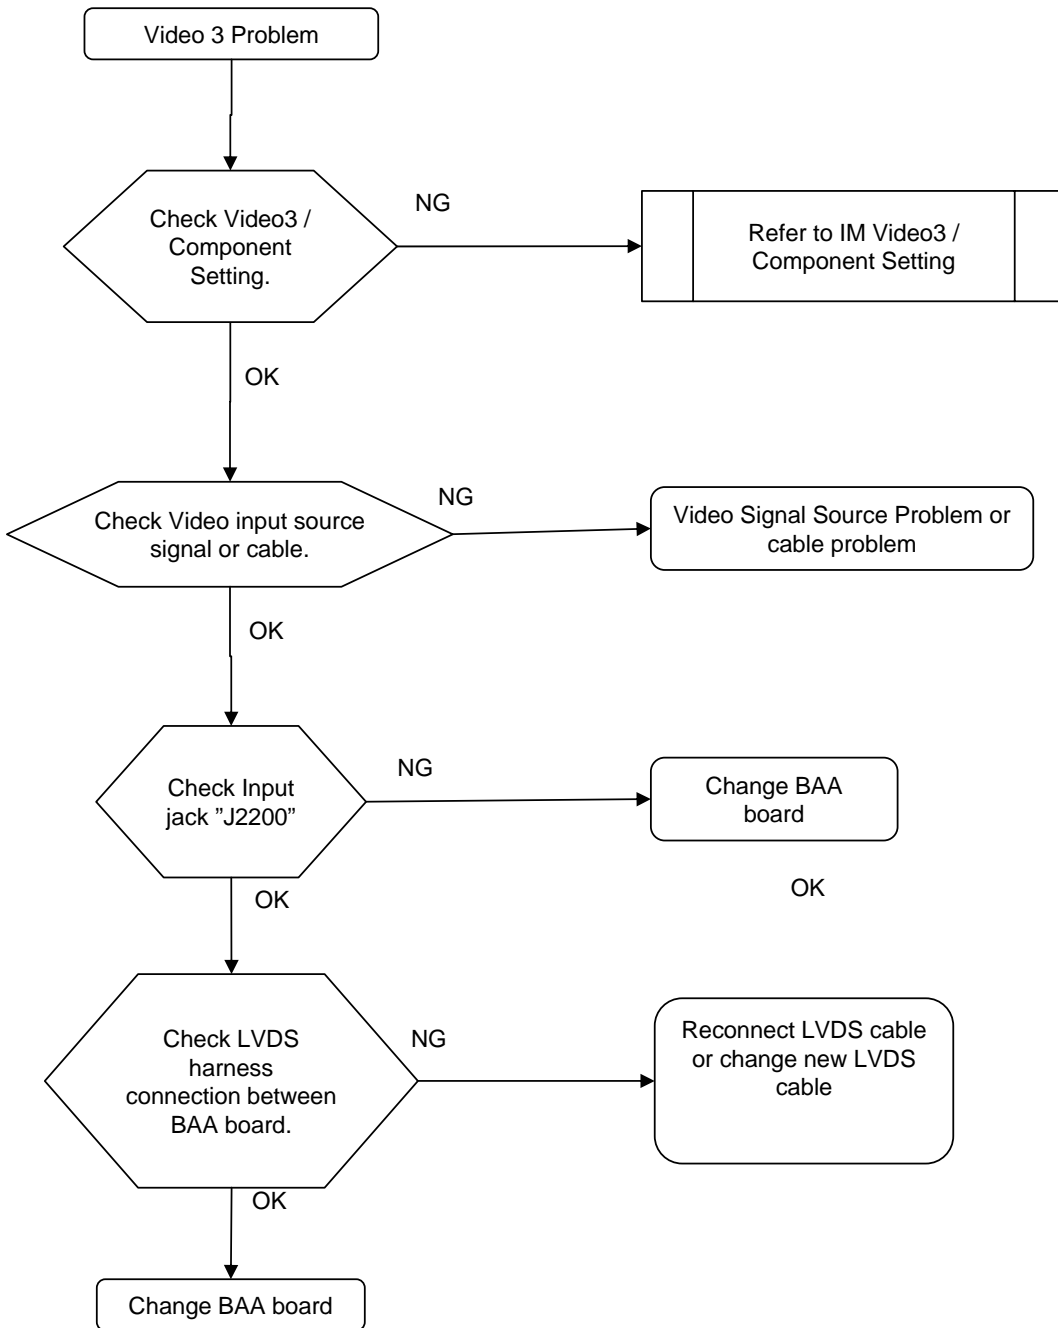 Video 3 Problem
Check Video3 /
Component
Setting.
NG
Refer to IM Video3 /
Component Setting
OK
Check Video input source
signal or cable.
NG
Video Signal Source Problem or
cable problem
OK
Check Input
jack ”J2200”
NG
Change BAA
board
OK
OK
Check LVDS
harness
connection between
BAA board.
NG
Reconnect LVDS cable
or change new LVDS
cable
OK
Change BAA board